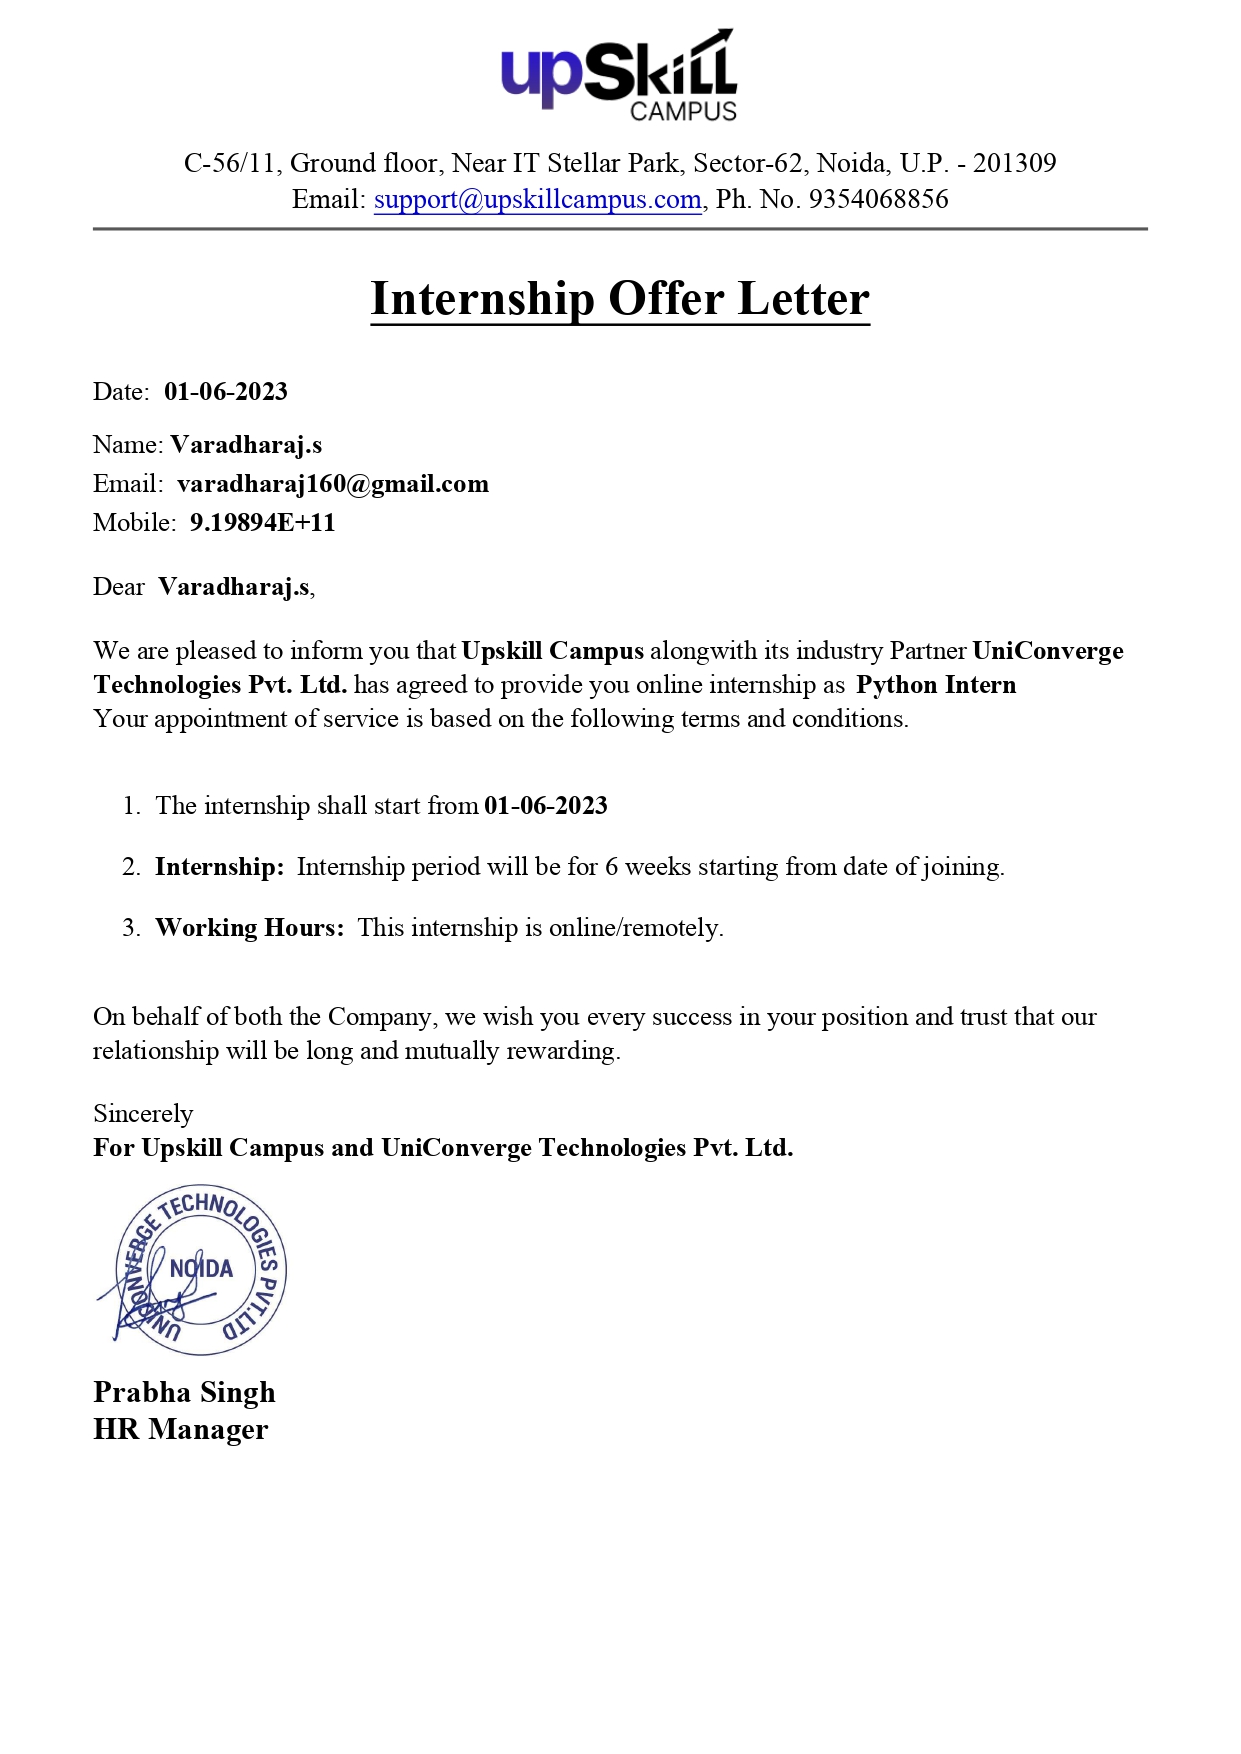 upSkill
CAMPUS
C-56/11, Ground floor, Near IT Stellar Park, Sector-62, Noida, U.P. - 201309
Email: support@upskillcampus.com, Ph. No. 9354068856
Internship Offer Letter
Date: 01-06-2023
Name: Varadharaj.s
Email: varadharaj160@gmail.com
Mobile: 9.19894E+11
Dear Varadharaj.s,
We are pleased to inform you that Upskill Campus alongwith its industry Partner UniConverge
Technologies Pvt. Ltd. has agreed to provide you online internship as Python Intern
Your appointment of service is based on the following terms and conditions.
1. The internship shall start from 01-06-2023
2. Internship: Internship period will be for 6 weeks starting from date of joining.
3. Working Hours: This internship is online/remotely.
On behalf of both the Company, we wish you every success in your position and trust that our
relationship will be long and mutually rewarding.
Sincerely
For Upskill Campus and UniConverge Technologies Pvt. Ltd.
UNICONVERGE TECHNOLOGIES PVT.LTD
NOIDA
Prabha Singh
HR Manager